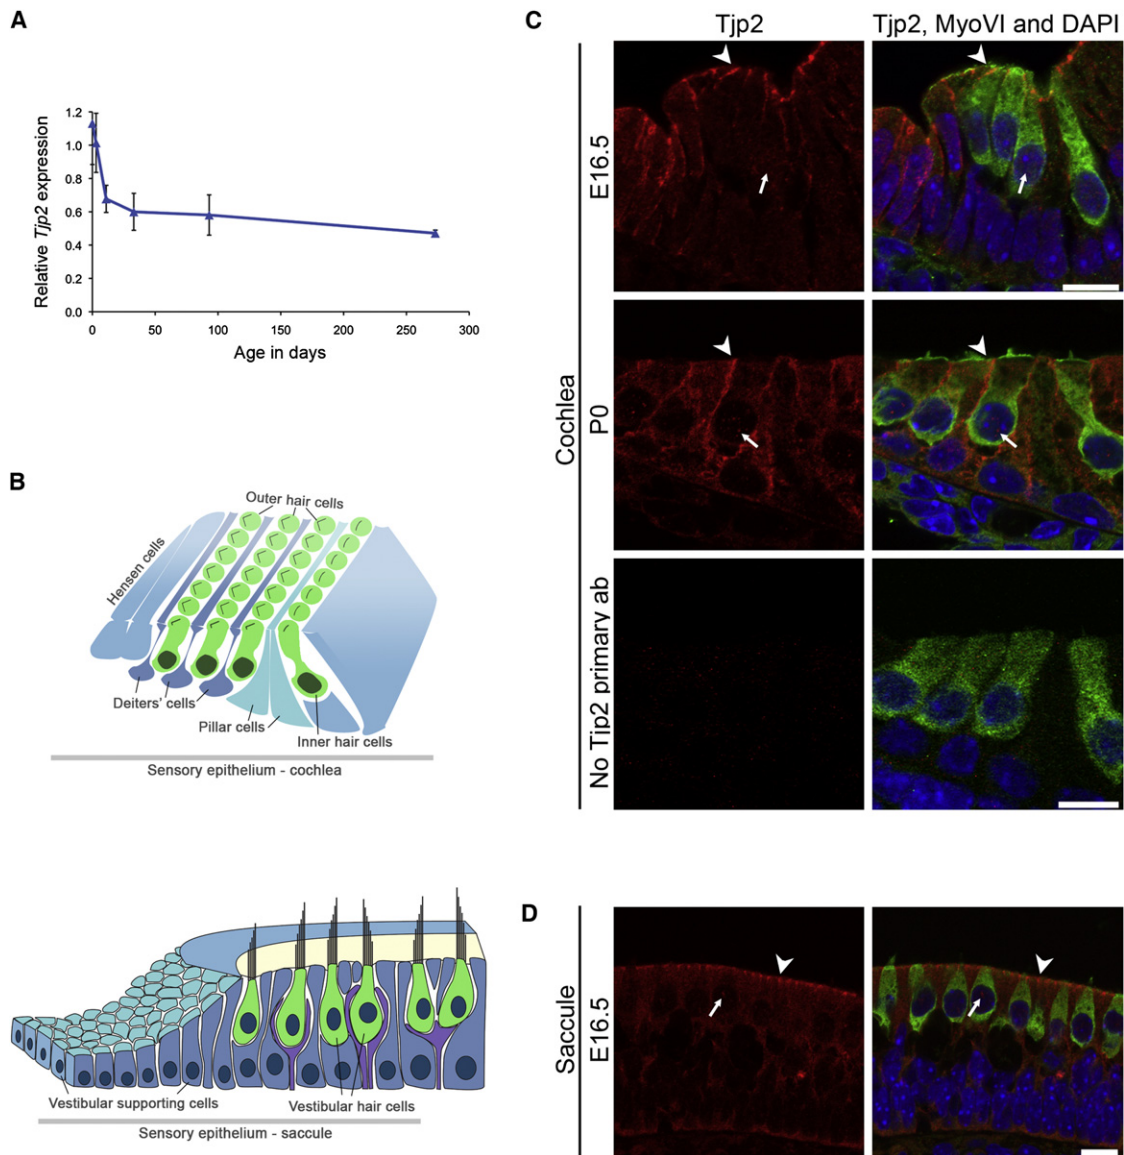 A
1.2
1.0
0.8
0.6
0.4
0.2
0.0
Relative Tjp2 expression
0
50
100
150
200
250
300
Age in days
B
Outer hair cells
Hensen cells
Deiters' cells
Pillar cells
Inner hair cells
Sensory epithelium - cochlea
Vestibular supporting cells
Vestibular hair cells
Sensory epithelium - saccule
C
Tjp2
Tjp2, MyoVI and DAPI
Cochlea
E16.5
P0
No Tjp2 primary ab
D
Saccule
E16.5